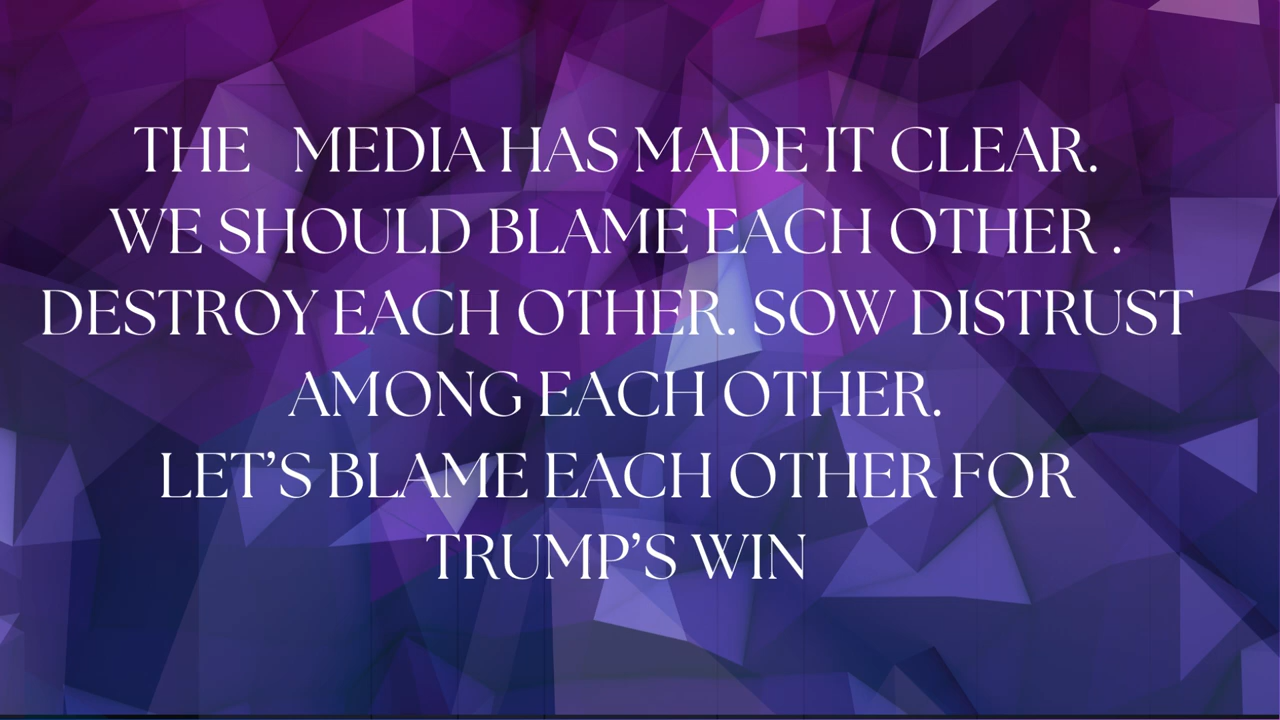 THE MEDIA HAS MADE IT CLEAR.
WE SHOULD BLAME EACH OTHER .
DESTROY EACH OTHER. SOW DISTRUST
AMONG EACH OTHER.
LET’S BLAME EACH OTHER FOR
TRUMP’S WIN